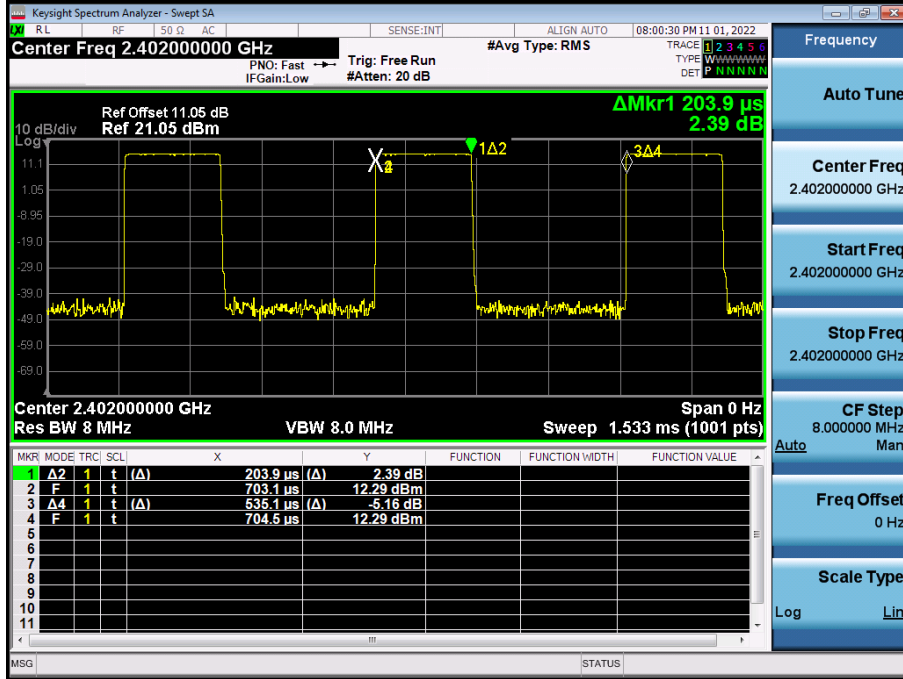 Keysight Spectrum Analyzer - Swept SA
LXI RL RF 50 Ω AC SENSE:INT ALIGN AUTO 08:00:30 PM 11 01, 2022
Center Freq 2.402000000 GHz
PNO: Fast
IFGain:Low
Trig: Free Run
#Atten: 20 dB
#Avg Type: RMS
TRACE 1 2 3 4 5 6
TYPE WWWWWW
DET P N N N N N
ΔMkr1 203.9 µs
2.39 dB
Ref Offset 11.05 dB
10 dB/div Ref 21.05 dBm
Log
11.1
1.05
-8.95
-19.0
-29.0
-39.0
-49.0
-59.0
-69.0
1Δ2
3Δ4
Center 2.402000000 GHz Span 0 Hz
Res BW 8 MHz VBW 8.0 MHz Sweep 1.533 ms (1001 pts)
MKR MODE TRC SCL X Y FUNCTION FUNCTION WIDTH FUNCTION VALUE
1 Δ2 1 t (Δ) 203.9 µs (Δ) 2.39 dB
2 F 1 t 703.1 µs 12.29 dBm
3 Δ4 1 t (Δ) 535.1 µs (Δ) -5.16 dB
4 F 1 t 704.5 µs 12.29 dBm
5
6
7
8
9
10
11
MSG STATUS
Frequency
Auto Tune
Center Freq
2.402000000 GHz
Start Freq
2.402000000 GHz
Stop Freq
2.402000000 GHz
CF Step
8.000000 MHz
Auto Man
Freq Offset
0 Hz
Scale Type
Log Lin